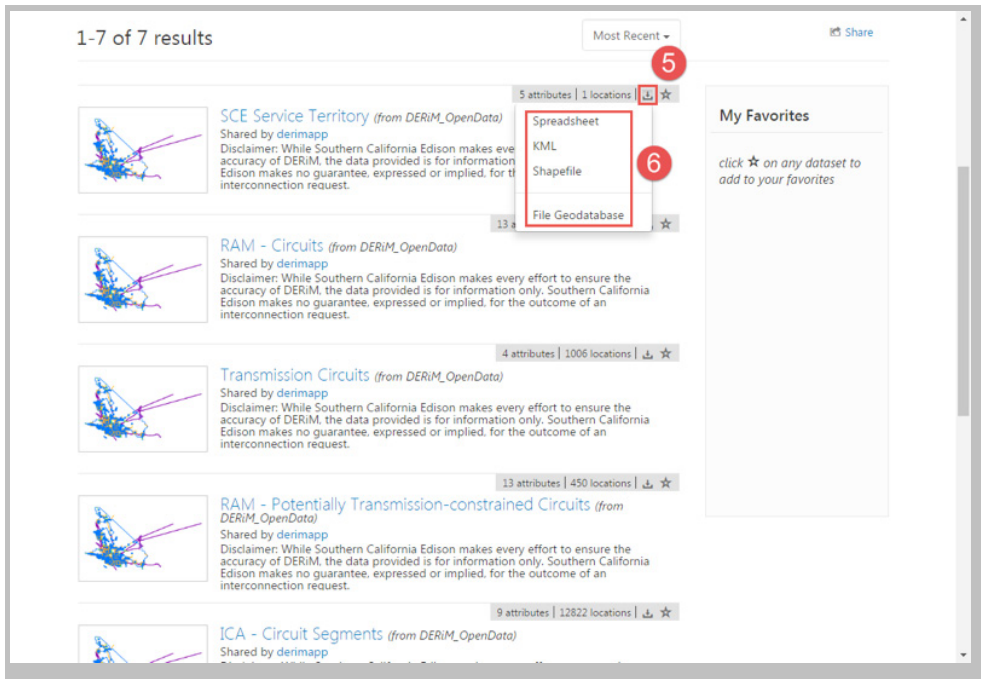 1-7 of 7 results
Most Recent
Share
5
5 attributes | 1 locations |
SCE Service Territory (from DERiM_OpenData)
Shared by derimapp
Disclaimer: While Southern California Edison makes
accuracy of DERiM, the data provided is for information
Edison makes no guarantee, expressed or implied, for
interconnection request.
Spreadsheet
KML
Shapefile
File Geodatabase
6
My Favorites
click ☆ on any dataset to
add to your favorites
13
RAM - Circuits (from DERiM_OpenData)
Shared by derimapp
Disclaimer: While Southern California Edison makes every effort to ensure the
accuracy of DERiM, the data provided is for information only. Southern California
Edison makes no guarantee, expressed or implied, for the outcome of an
interconnection request.
4 attributes | 1006 locations |
Transmission Circuits (from DERiM_OpenData)
Shared by derimapp
Disclaimer: While Southern California Edison makes every effort to ensure the
accuracy of DERiM, the data provided is for information only. Southern California
Edison makes no guarantee, expressed or implied, for the outcome of an
interconnection request.
13 attributes | 450 locations |
RAM - Potentially Transmission-constrained Circuits (from
DERiM_OpenData)
Shared by derimapp
Disclaimer: While Southern California Edison makes every effort to ensure the
accuracy of DERiM, the data provided is for information only. Southern California
Edison makes no guarantee, expressed or implied, for the outcome of an
interconnection request.
9 attributes | 12822 locations |
ICA - Circuit Segments (from DERiM_OpenData)
Shared by derimapp